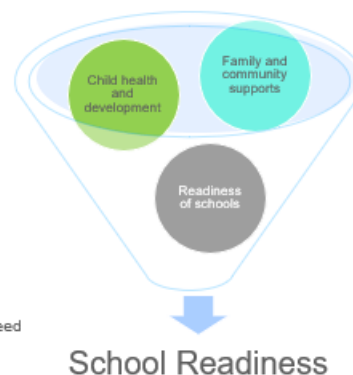 Child health
and
development
Family and
community
supports
Readiness
of schools
eed
School Readiness